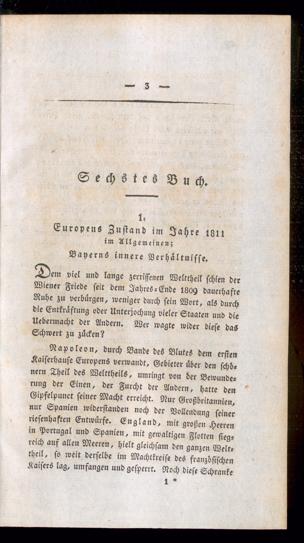 — 3 —
Sechstes Buch.
1.
Europens Zustand im Jahre 1811
im Allgemeinen;
Bayerns innere Verhältnisse.
Dem viel und lange zerrissenen Welttheil schien der
Wiener Friede seit dem Jahres-Ende 1809 dauerhafte
Ruhe zu verbürgen, weniger durch sein Wort, als durch
die Entkräftung oder Unterjochung vieler Staaten und die
Uebermacht der Andern. Wer wagte wider diese das
Schwert zu zücken?
Napoleon, durch Bande des Blutes dem ersten
Kaiserhause Europens verwandt, Gebieter über den schö-
nern Theil des Welttheils, umringt von der Bewunde-
rung der Einen, der Furcht der Andern, hatte den
Gipfelpunct seiner Macht erreicht. Nur Großbritannien,
nur Spanien widerstanden noch der Vollendung seiner
riesenhaften Entwürfe. England, mit großen Heeren
in Portugal und Spanien, mit gewaltigen Flotten sieg-
reich auf allen Meeren, hielt gleichsam den ganzen Welt-
theil, so weit derselbe im Machtkreise des französischen
Kaisers lag, umfangen und gesperrt. Noch diese Schranke
1 *